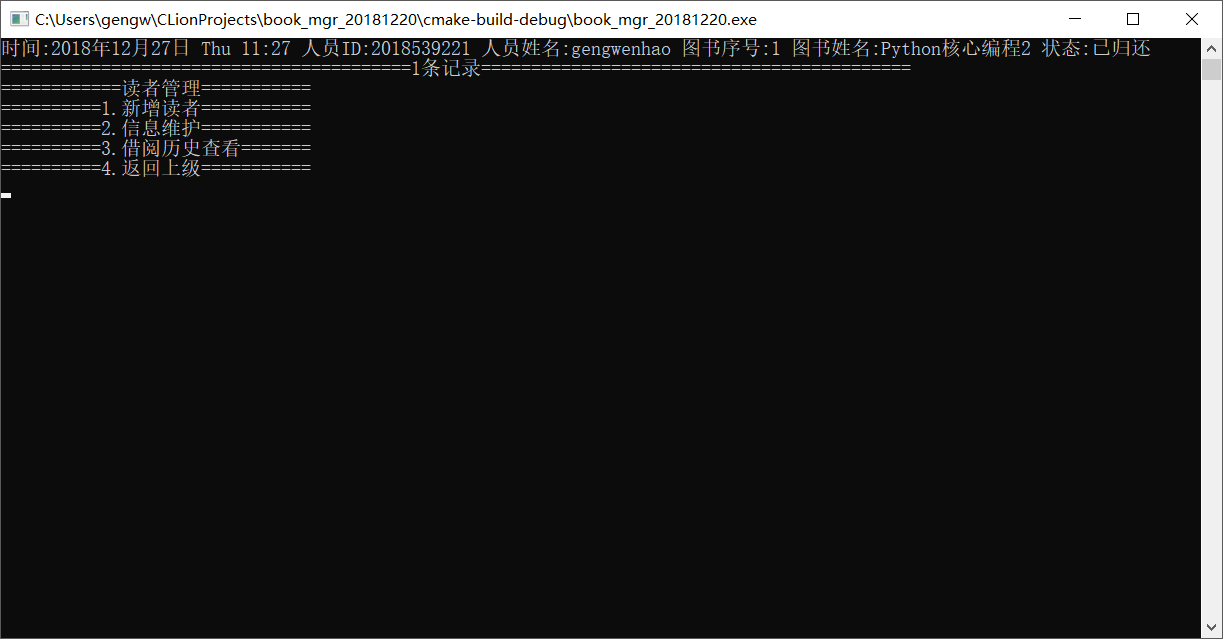 C:\Users\gengw\CLionProjects\book_mgr_20181220\cmake-build-debug\book_mgr_20181220.exe
时间:2018年12月27日 Thu 11:27 人员ID:2018539221 人员姓名:gengwenhao 图书序号:1 图书姓名:Python核心编程2 状态:已归还
=========================================1条记录===========================================
============读者管理===========
==========1.新增读者===========
==========2.信息维护===========
==========3.借阅历史查看=======
==========4.返回上级===========